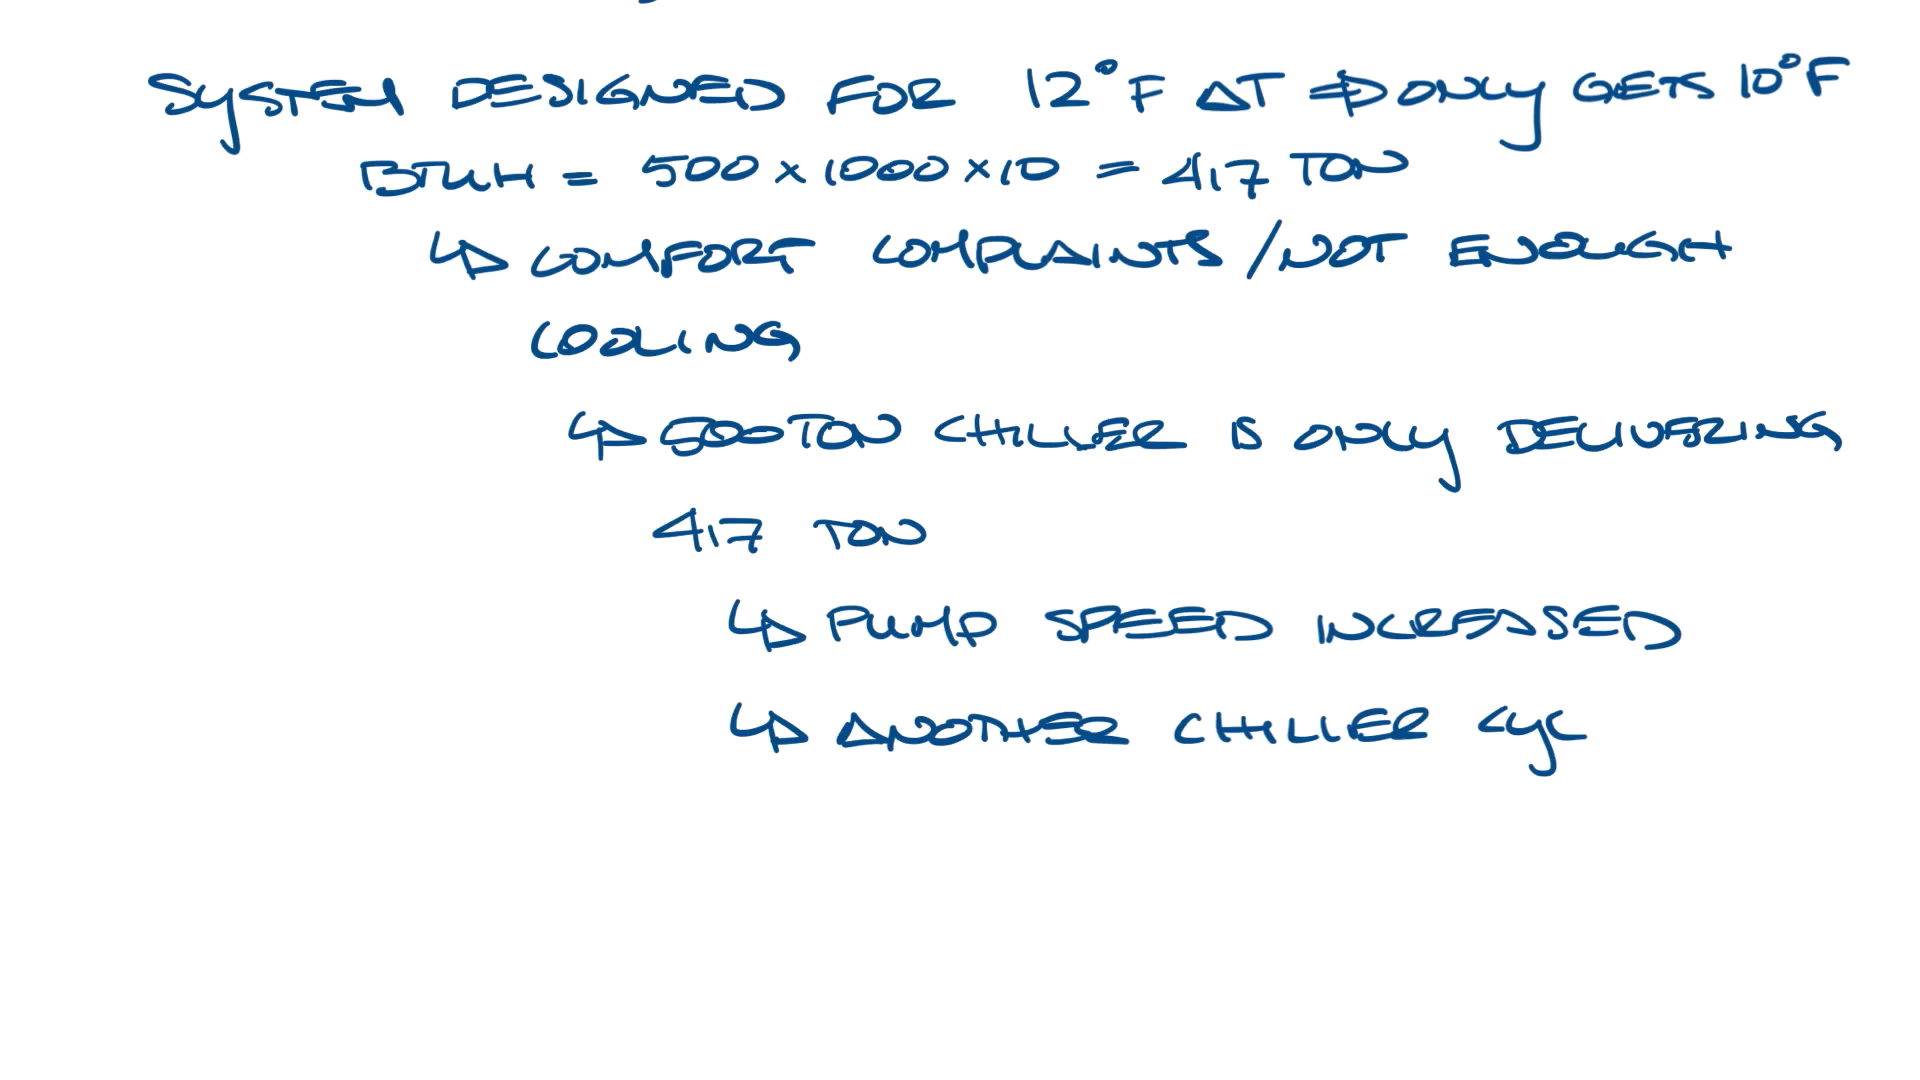 SYSTEM DESIGNED FOR 12°F ΔT ⇒ ONLY GETS 10°F
BTUH = 500 x 1000 x 10 = 417 TON
↳ COMFORT COMPLAINTS / NOT ENOUGH
COOLING
↳ 500 TON CHILLER IS ONLY DELIVERING
417 TON
↳ PUMP SPEED INCREASED
↳ ANOTHER CHILLER CYC